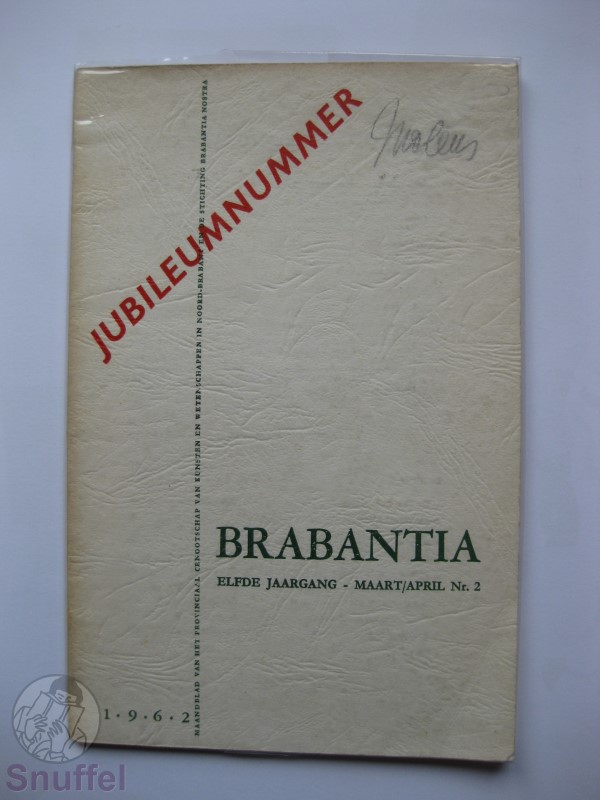 JUBILEUMNUMMER
MAANDBLAD VAN HET PROVINCIAAL GENOOTSCHAP VAN KUNSTEN EN WETENSCHAPPEN IN NOORD-BRABANT EN DE STICHTING BRABANTIA NOSTRA
BRABANTIA
ELFDE JAARGANG - MAART/APRIL Nr. 2
1·9·6·2
Snuffel